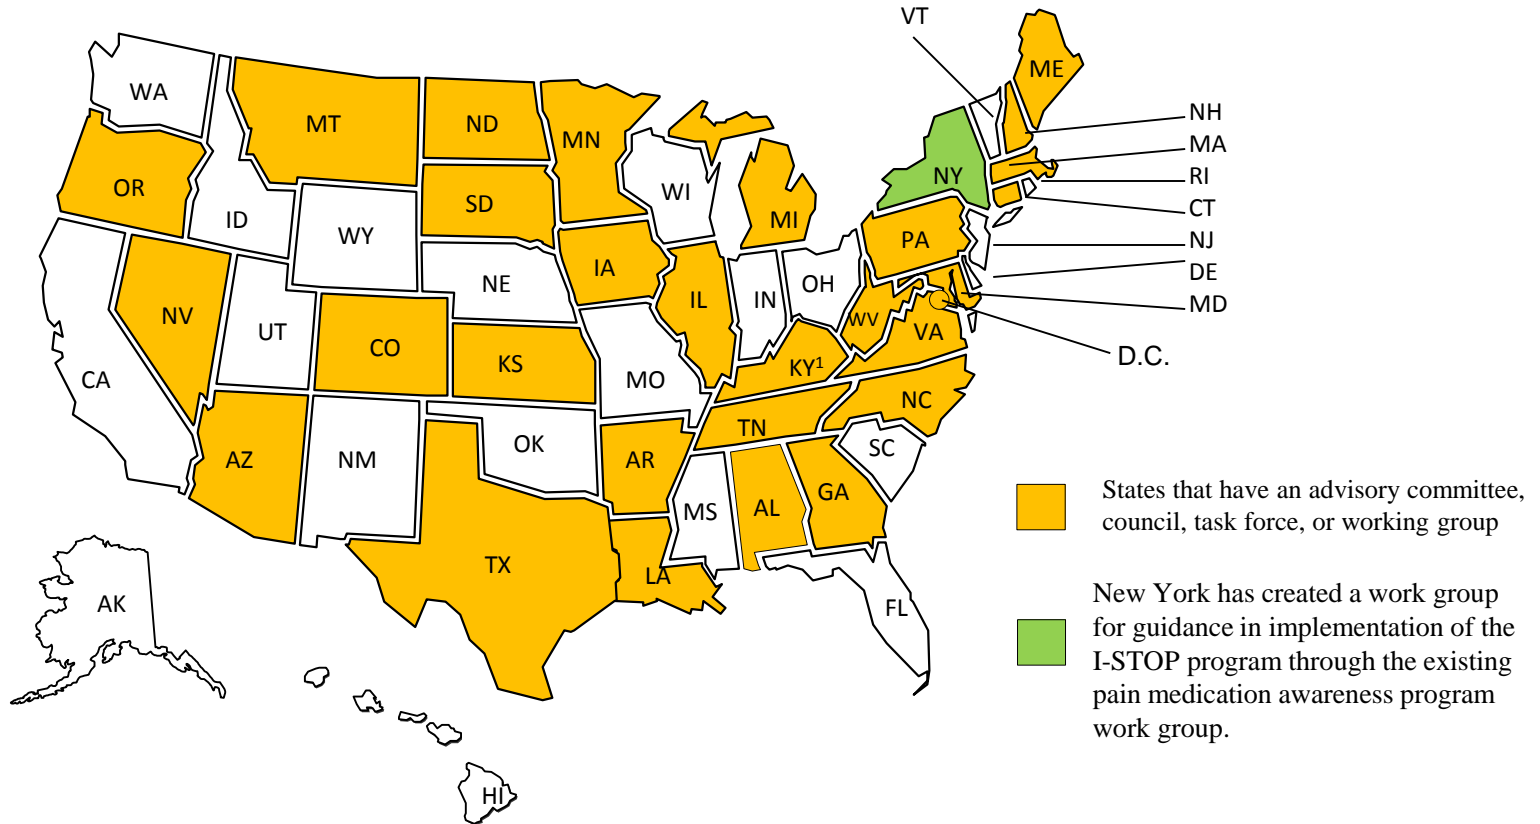 VT
ME
WA
NH
MT
ND
MN
MA
OR
WI
NY
RI
ID
SD
CT
WY
MI
PA
NJ
IA
DE
NE
OH
MD
NV
IL
IN
WV
UT
VA
CO
D.C.
KS
KY¹
CA
MO
NC
TN
OK
SC
AZ
NM
AR
GA
MS
AL
States that have an advisory committee,
council, task force, or working group
TX
LA
New York has created a work group
for guidance in implementation of the
I-STOP program through the existing
pain medication awareness program
work group.
AK
FL
HI